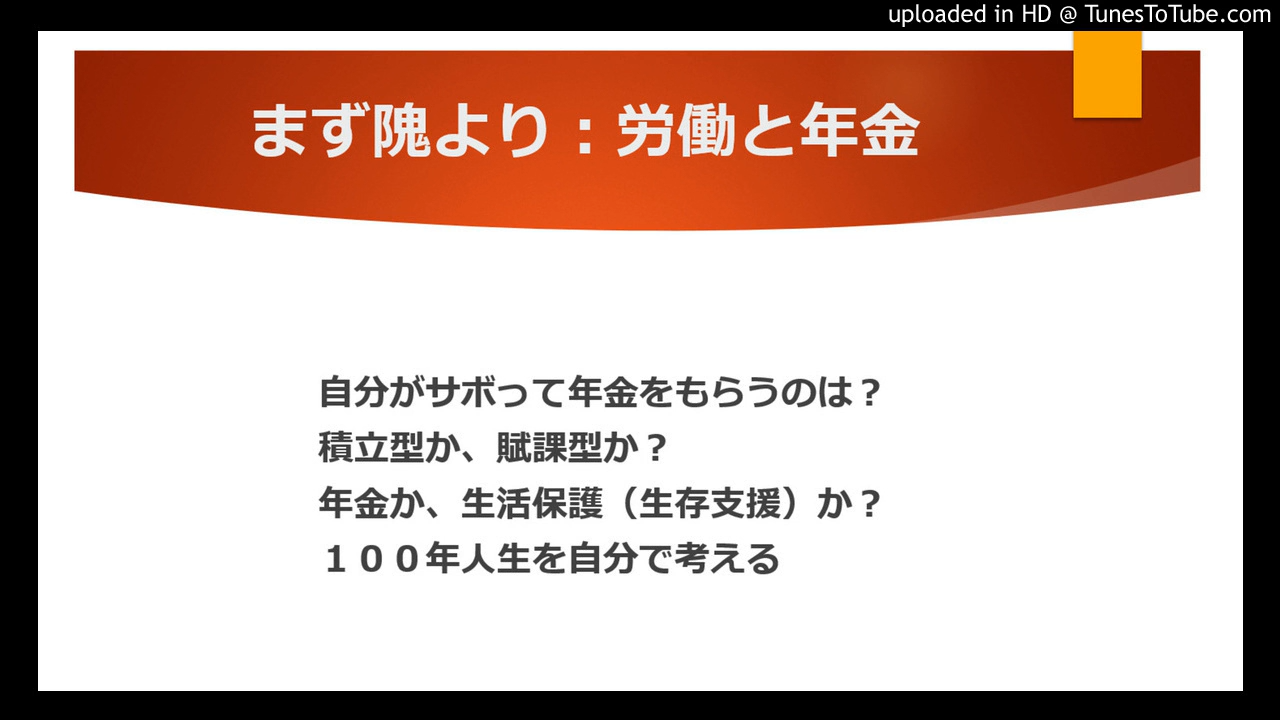 uploaded in HD @ TunesToTube.com
まず隗より：労働と年金
自分がサボって年金をもらうのは？
積立型か、賦課型か？
年金か、生活保護（生存支援）か？
１００年人生を自分で考える